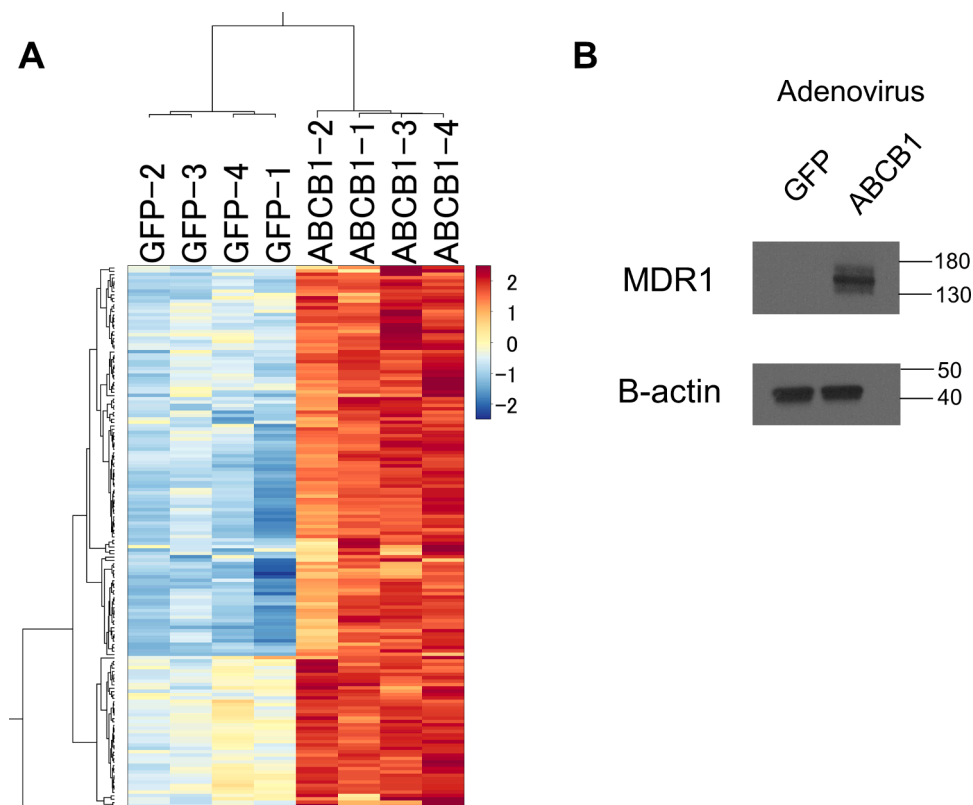 A
GFP-2
GFP-3
GFP-4
GFP-1
ABCB1-2
ABCB1-1
ABCB1-3
ABCB1-4
2
1
0
-1
-2
B
Adenovirus
GFP
ABCB1
MDR1
180
130
B-actin
50
40